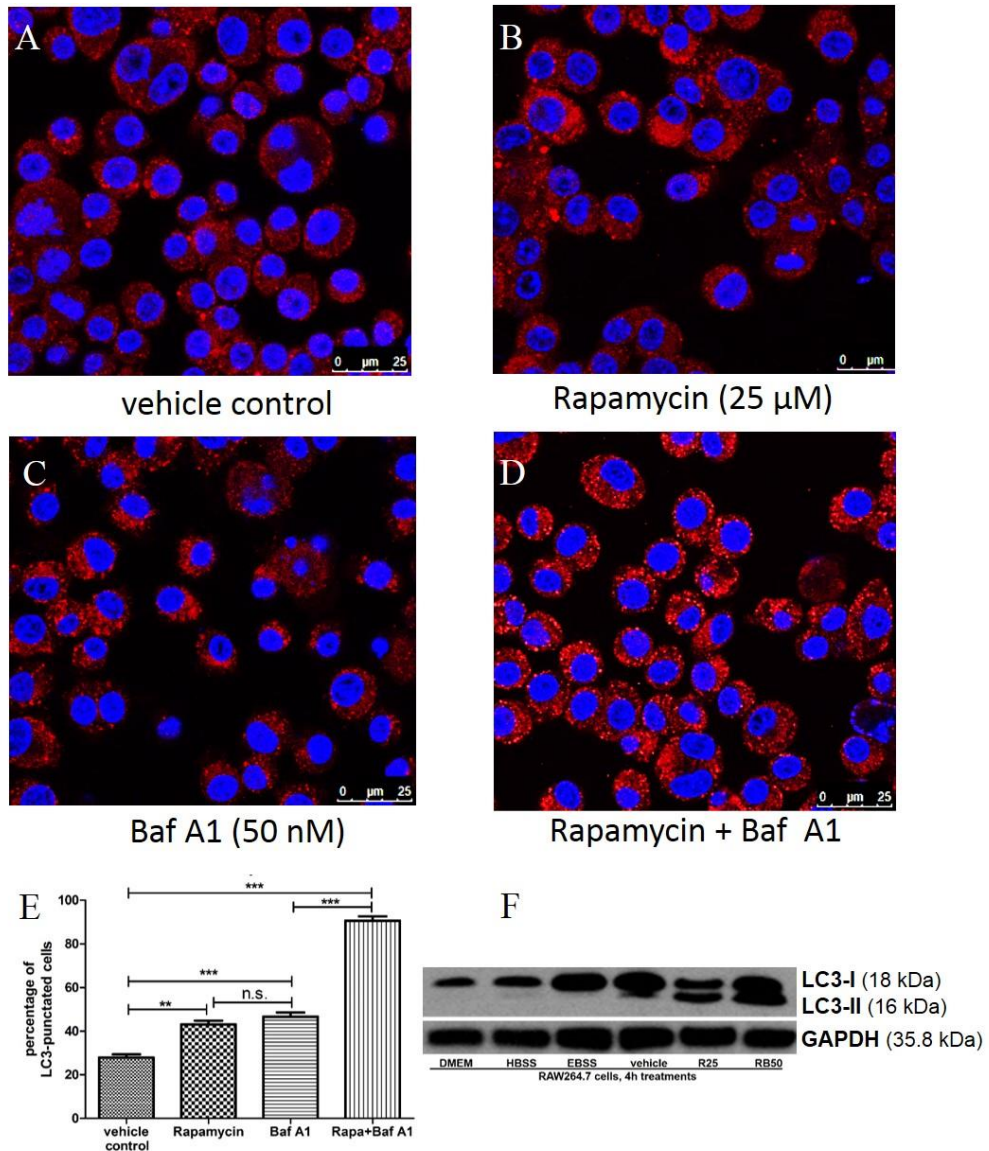 A
B
0 µm 25
0 µm 25
vehicle control
Rapamycin (25 µM)
C
D
0 µm 25
0 µm 25
Baf A1 (50 nM)
Rapamycin + Baf A1
E
percentage of
LC3-punctated cells
100
80
60
40
20
0
***
***
***
**
n.s.
vehicle
control
Rapamycin
Baf A1
Rapa+Baf A1
F
LC3-I (18 kDa)
LC3-II (16 kDa)
GAPDH (35.8 kDa)
DMEM HBSS EBSS vehicle R25 RB50
RAW264.7 cells, 4h treatments